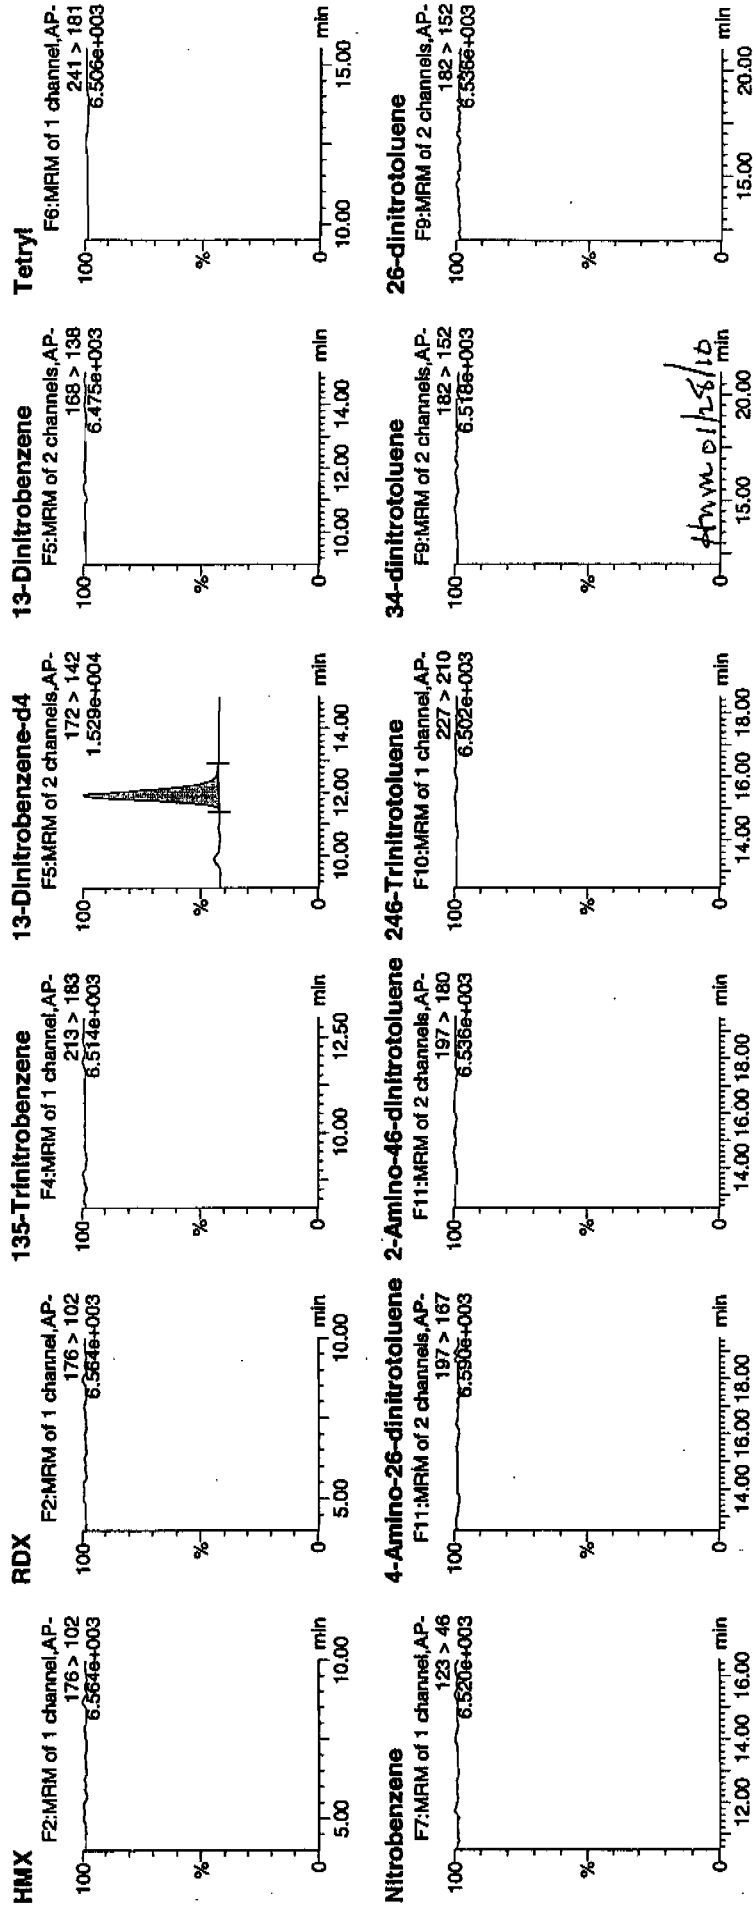 HMX
F2:MRM of 1 channel,AP-
176 > 102
6.564e+003
100
%
0
5.00
10.00
min
RDX
F2:MRM of 1 channel,AP-
176 > 102
6.564e+003
100
%
0
5.00
10.00
min
135-Trinitrobenzene
F4:MRM of 1 channel,AP-
213 > 183
6.514e+003
100
%
0
10.00
12.50
min
13-Dinitrobenzene-d4
F5:MRM of 2 channels,AP-
172 > 142
1.529e+004
100
%
0
10.00
12.00
14.00
min
13-Dinitrobenzene
F5:MRM of 2 channels,AP-
168 > 138
6.475e+003
100
%
0
10.00
12.00
14.00
min
Tetryl
F6:MRM of 1 channel,AP-
241 > 181
6.506e+003
100
%
0
10.00
15.00
min
Nitrobenzene
F7:MRM of 1 channel,AP-
123 > 46
6.520e+003
100
%
0
12.00
14.00
16.00
min
4-Amino-26-dinitrotoluene
F11:MRM of 2 channels,AP-
197 > 167
6.590e+003
100
%
0
14.00
16.00
18.00
min
2-Amino-46-dinitrotoluene
F11:MRM of 2 channels,AP-
197 > 180
6.536e+003
100
%
0
14.00
16.00
18.00
min
246-Trinitrotoluene
F10:MRM of 1 channel,AP-
227 > 210
6.502e+003
100
%
0
14.00
16.00
18.00
min
34-dinitrotoluene
F9:MRM of 2 channels,AP-
182 > 152
6.518e+003
100
%
0
15.00
20.00
min
01/28/10
26-dinitrotoluene
F9:MRM of 2 channels,AP-
182 > 152
6.536e+003
100
%
0
15.00
20.00
min